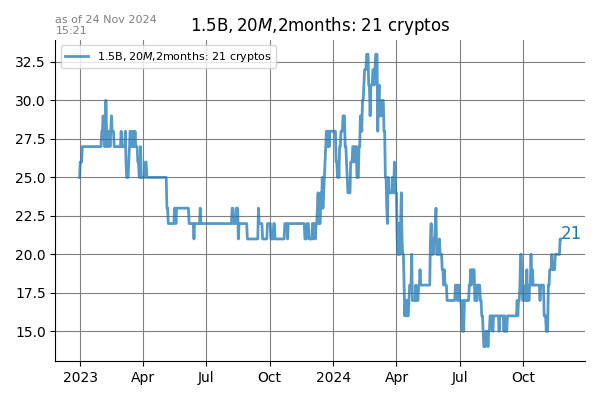 as of 24 Nov 2024
15:21
1.5B, 20M,2months: 21 cryptos
1.5B, 20M,2months: 21 cryptos
32.5
30.0
27.5
25.0
22.5
20.0
17.5
15.0
21
2023 Apr Jul Oct 2024 Apr Jul Oct